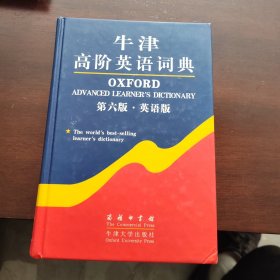 牛津
高阶英语词典
OXFORD
ADVANCED LEARNER'S DICTIONARY
第六版·英语版
★ The world's best-selling
learner's dictionary
商务印书馆
The Commercial Press
牛津大学出版社
Oxford University Press